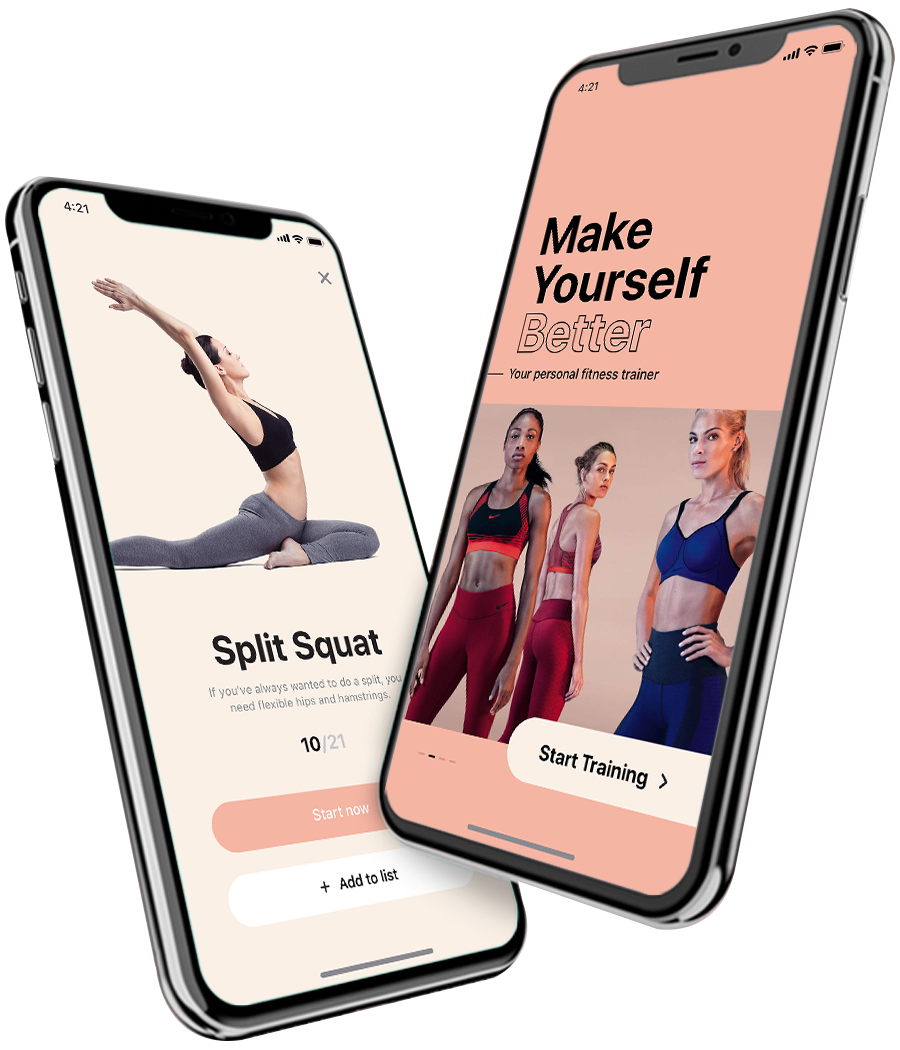 4:21
Split Squat
If you've always wanted to do a split, you
need flexible hips and hamstrings.
10/21
Start now
+ Add to list
4:21
Make
Yourself
Better
Your personal fitness trainer
Start Training